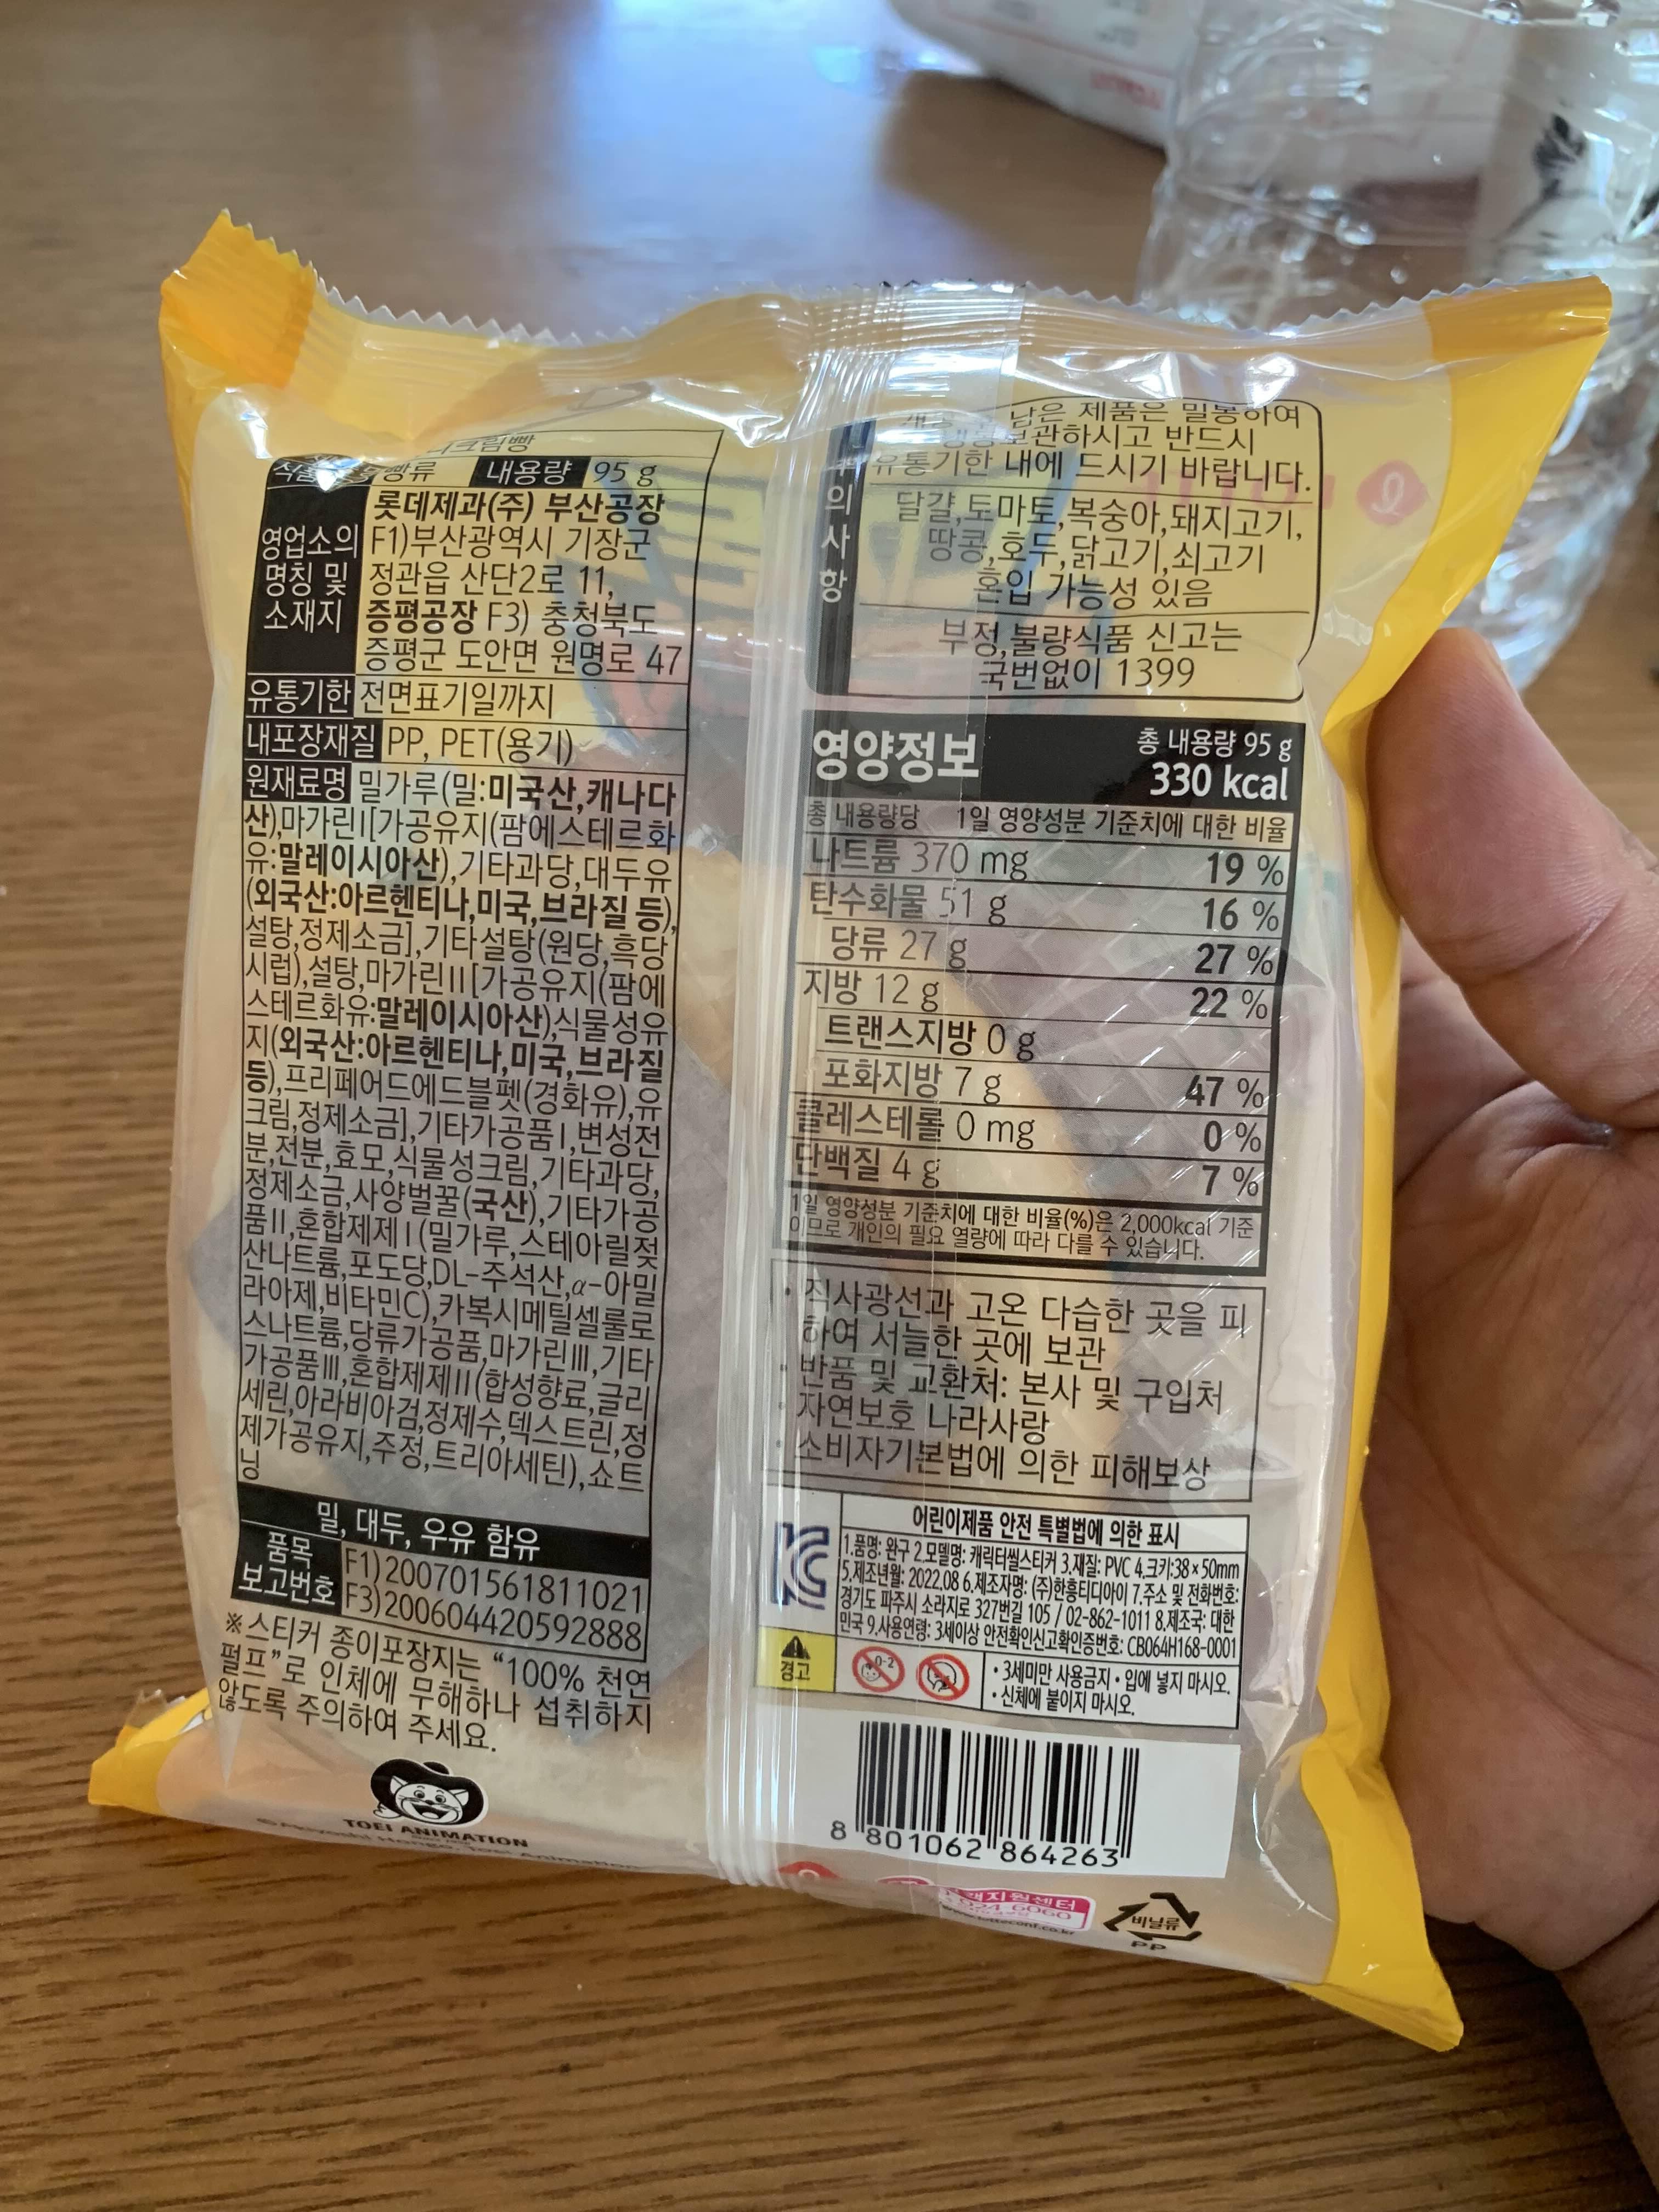 크림빵
빵류 내용량 95 g
영업소의
명칭 및
소재지
롯데제과(주) 부산공장
F1)부산광역시 기장군
정관읍 산단2로 11,
증평공장 F3) 충청북도
증평군 도안면 원명로 47
유통기한 전면표기일까지
내포장재질 PP, PET(용기)
원재료명 밀가루(밀:미국산,캐나다
산),마가린I[가공유지(팜에스테르화
유:말레이시아산),기타과당,대두유
(외국산:아르헨티나,미국,브라질 등),
설탕,정제소금],기타설탕(원당,흑당
시럽),설탕,마가린II[가공유지(팜에
스테르화유:말레이시아산),식물성유
지(외국산:아르헨티나,미국,브라질
등),프리페어드에드블펫(경화유),유
크림,정제소금],기타가공품I,변성전
분,전분,효모,식물성크림,기타과당,
정제소금,사양벌꿀(국산),기타가공
품II,혼합제제I(밀가루,스테아릴젖
산나트륨,포도당,DL-주석산,α-아밀
라아제,비타민C),카복시메틸셀룰로
스나트륨,당류가공품,마가린III,기타
가공품III,혼합제제II(합성향료,글리
세린,아라비아검,정제수,덱스트린,정
제가공유지,주정,트리아세틴),쇼트
닝
밀, 대두, 우유 함유
품목
보고번호
F1)200701561811021
F3)200604420592888
※스티커 종이포장지는 “100% 천연
펄프”로 인체에 무해하나 섭취하지
않도록 주의하여 주세요.
TOEI ANIMATION
의
사
항
남은 제품은 밀봉하여
보관하시고 반드시
유통기한 내에 드시기 바랍니다.
달걀,토마토,복숭아,돼지고기,
땅콩,호두,닭고기,쇠고기
혼입 가능성 있음
부정,불량식품 신고는
국번없이 1399
영양정보
총 내용량 95 g
330 kcal
총 내용량당 1일 영양성분 기준치에 대한 비율
나트륨 370 mg 19 %
탄수화물 51 g 16 %
당류 27 g 27 %
지방 12 g 22 %
트랜스지방 0 g
포화지방 7 g 47 %
콜레스테롤 0 mg 0 %
단백질 4 g 7 %
1일 영양성분 기준치에 대한 비율(%)은 2,000kcal 기준
이므로 개인의 필요 열량에 따라 다를 수 있습니다.
• 직사광선과 고온 다습한 곳을 피
하여 서늘한 곳에 보관
• 반품 및 교환처: 본사 및 구입처
• 자연보호 나라사랑
• 소비자기본법에 의한 피해보상
KC
어린이제품 안전 특별법에 의한 표시
1.품명: 완구 2.모델명: 캐릭터씰스티커 3.재질: PVC 4.크기:38×50mm
5.제조년월: 2022.08 6.제조자명: (주)한흥티디아이 7.주소 및 전화번호:
경기도 파주시 소라지로 327번길 105 / 02-862-1011 8.제조국: 대한
민국 9.사용연령: 3세이상 안전확인신고확인증번호: CB064H168-0001
경고
0-2
• 3세미만 사용금지 • 입에 넣지 마시오.
• 신체에 붙이지 마시오.
8 801062 864263
고객지원센터
비닐류
PP